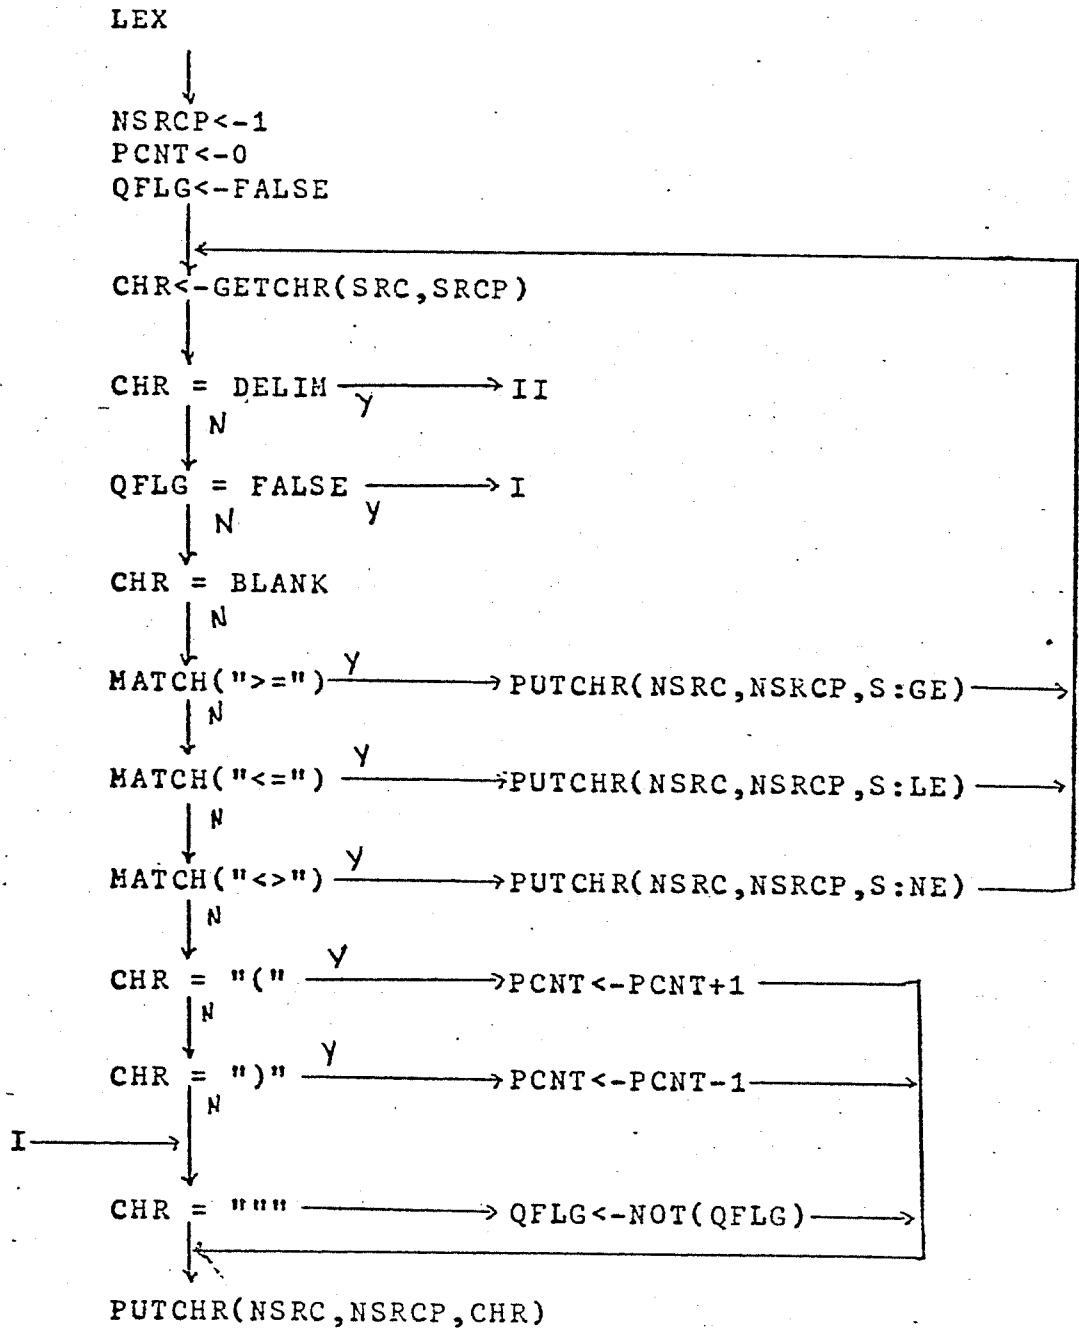 LEX
NSRCP<-1
PCNT<-0
QFLG<-FALSE
CHR<-GETCHR(SRC,SRCP)
CHR = DELIM Y II
N
QFLG = FALSE Y I
N
CHR = BLANK
N
MATCH(">=") Y PUTCHR(NSRC,NSRCP,S:GE)
N
MATCH("<=") Y PUTCHR(NSRC,NSRCP,S:LE)
N
MATCH("<>") Y PUTCHR(NSRC,NSRCP,S:NE)
N
CHR = "(" Y PCNT<-PCNT+1
N
CHR = ")" Y PCNT<-PCNT-1
N
I
CHR = """ QFLG<-NOT(QFLG)
PUTCHR(NSRC,NSRCP,CHR)